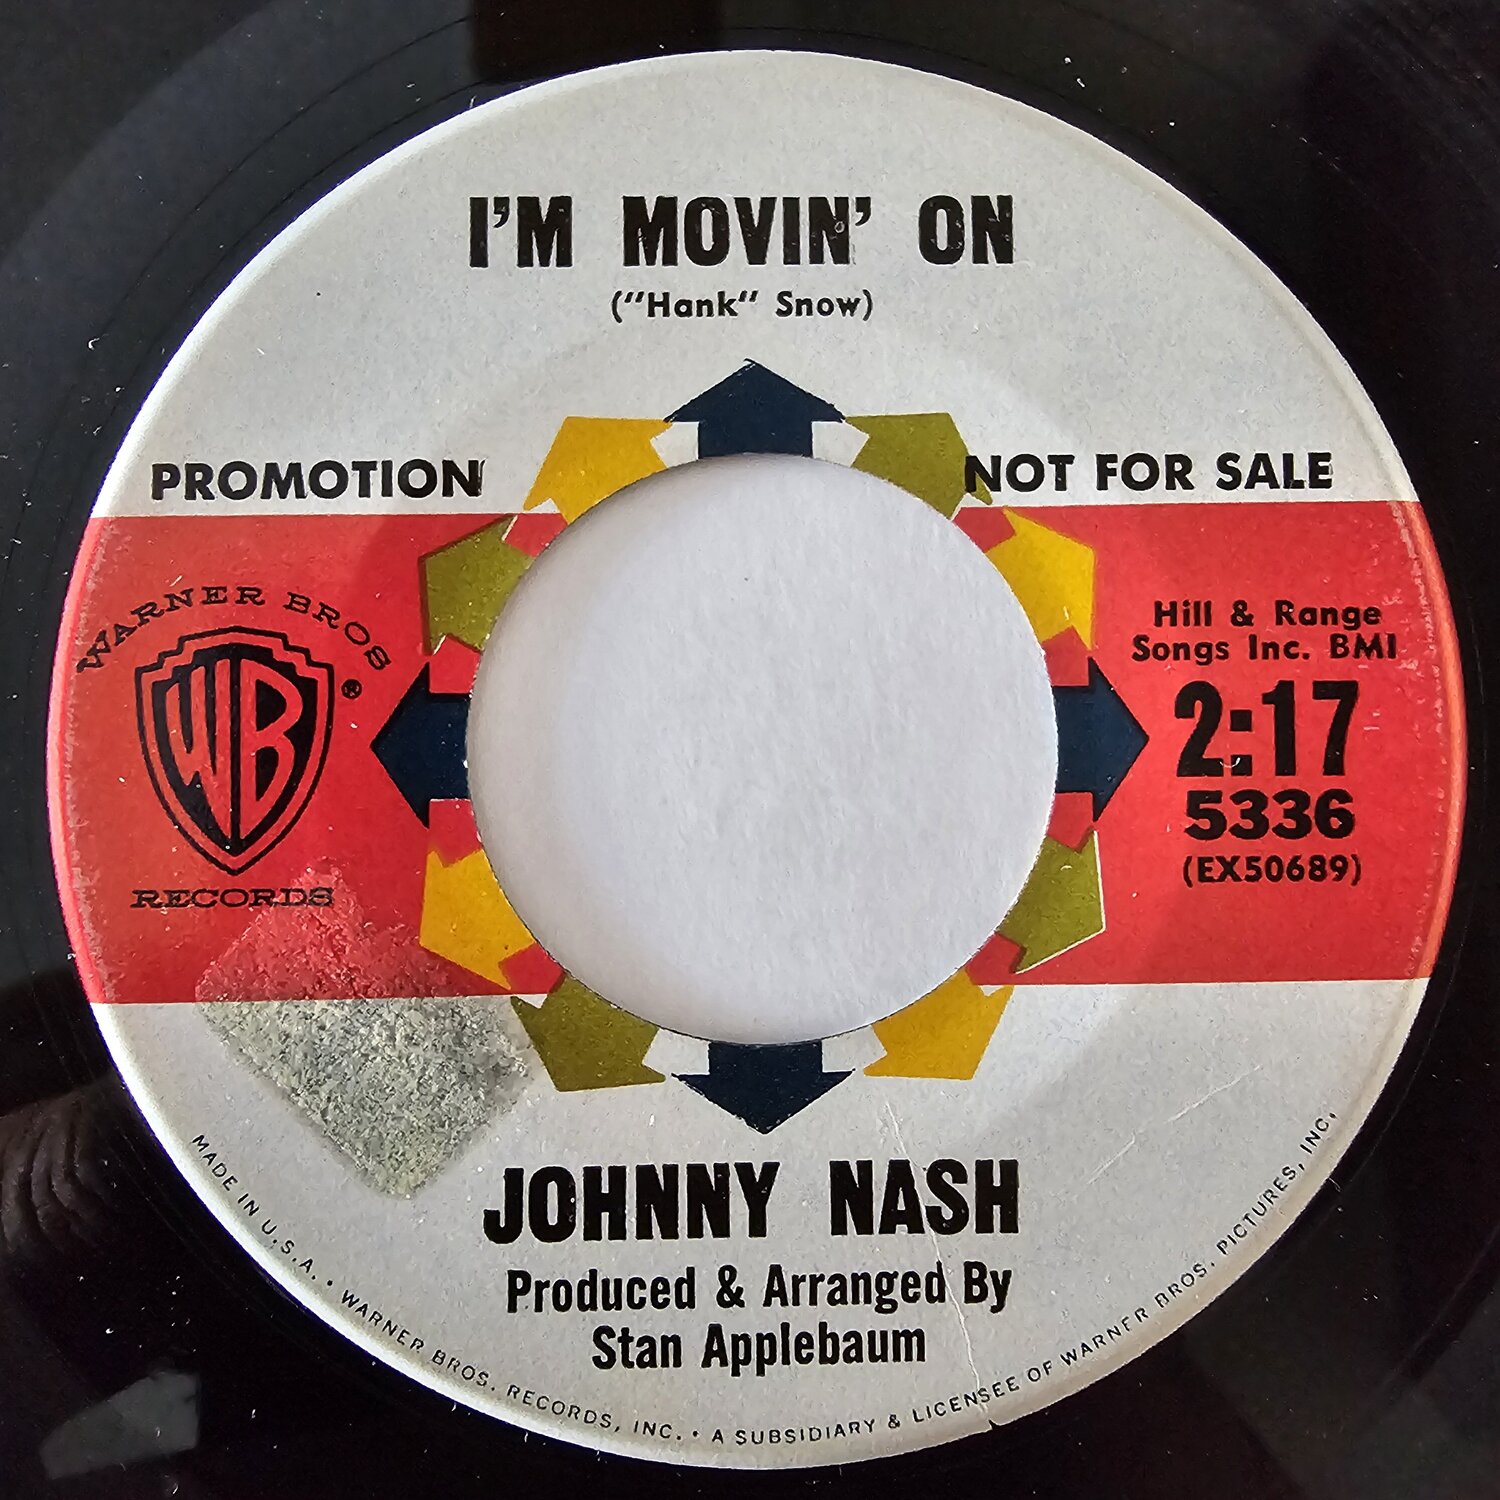 I'M MOVIN' ON
("Hank" Snow)
PROMOTION
NOT FOR SALE
WARNER BROS
WB
®
RECORDS
Hill & Range
Songs Inc. BMI
2:17
5336
(EX50689)
JOHNNY NASH
Produced & Arranged By
Stan Applebaum
MADE IN U.S.A. • WARNER BROS. RECORDS, INC. • A SUBSIDIARY & LICENSEE OF WARNER BROS. PICTURES, INC.